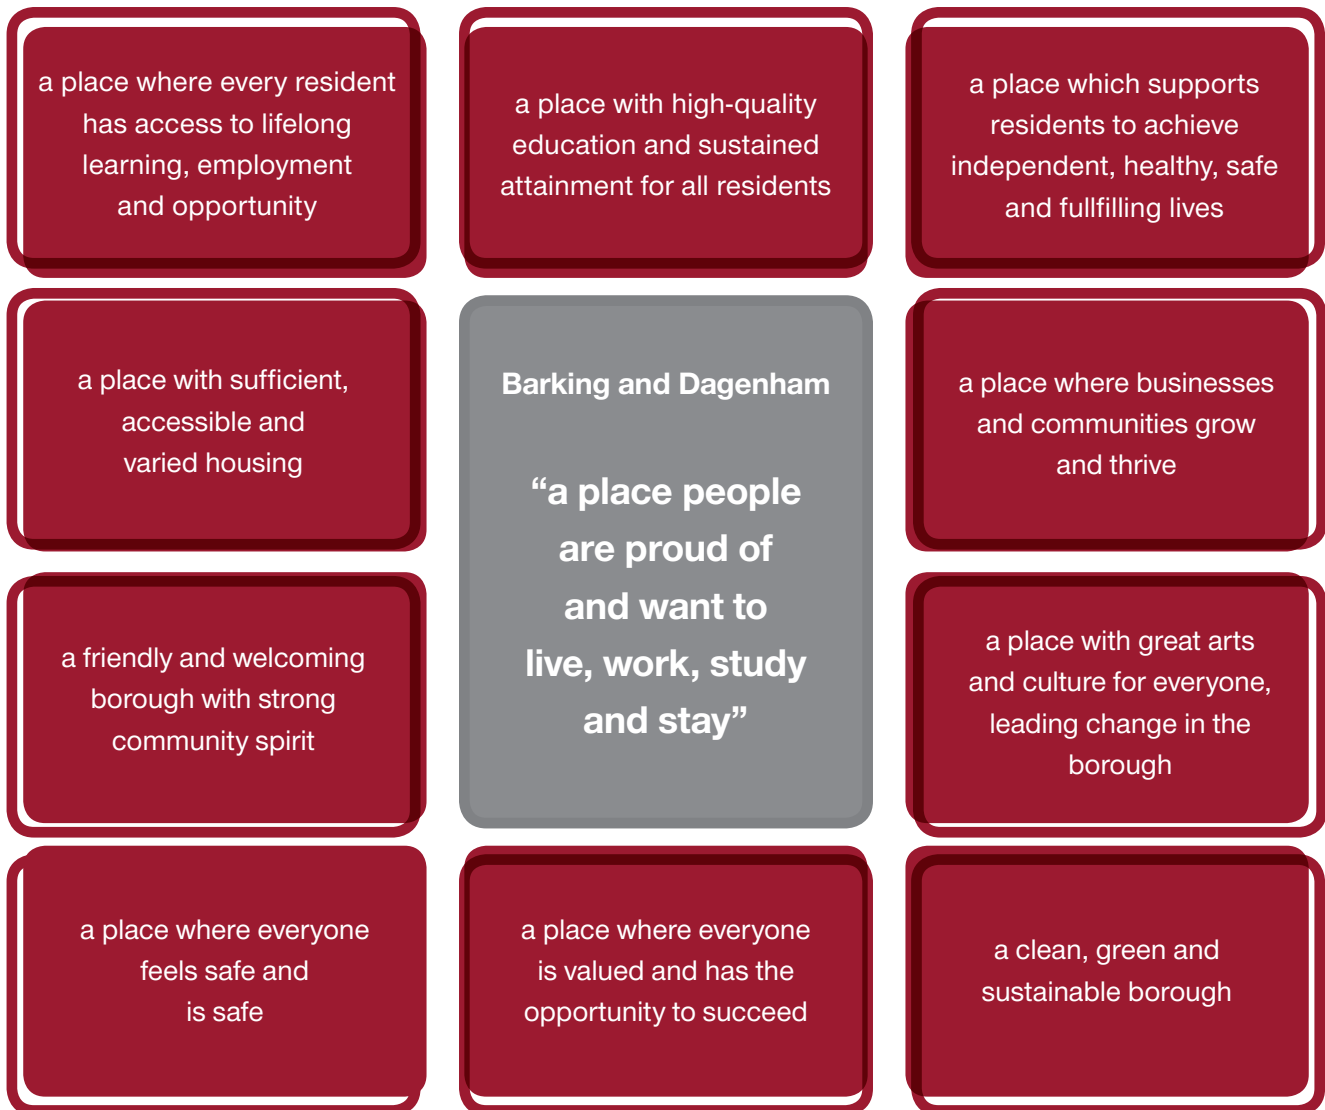 a place where every resident
has access to lifelong
learning, employment
and opportunity
a place with high-quality
education and sustained
attainment for all residents
a place which supports
residents to achieve
independent, healthy, safe
and fullfilling lives
a place with sufficient,
accessible and
varied housing
Barking and Dagenham
“a place people
are proud of
and want to
live, work, study
and stay”
a place where businesses
and communities grow
and thrive
a friendly and welcoming
borough with strong
community spirit
a place with great arts
and culture for everyone,
leading change in the
borough
a place where everyone
feels safe and
is safe
a place where everyone
is valued and has the
opportunity to succeed
a clean, green and
sustainable borough